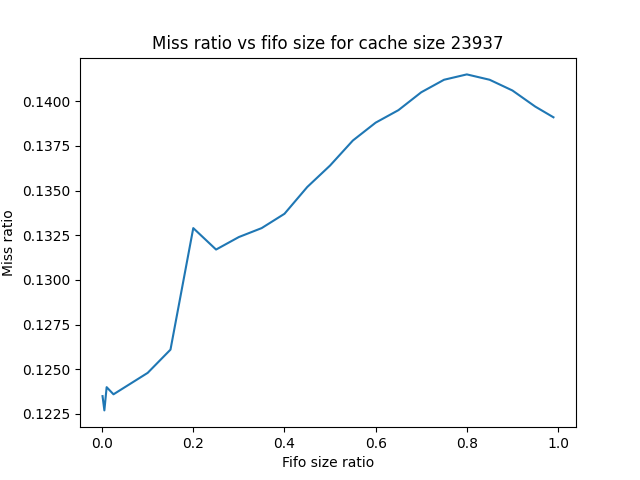 Miss ratio vs fifo size for cache size 23937
0.1400
0.1375
0.1350
0.1325
0.1300
0.1275
0.1250
0.1225
Miss ratio
0.0 0.2 0.4 0.6 0.8 1.0
Fifo size ratio